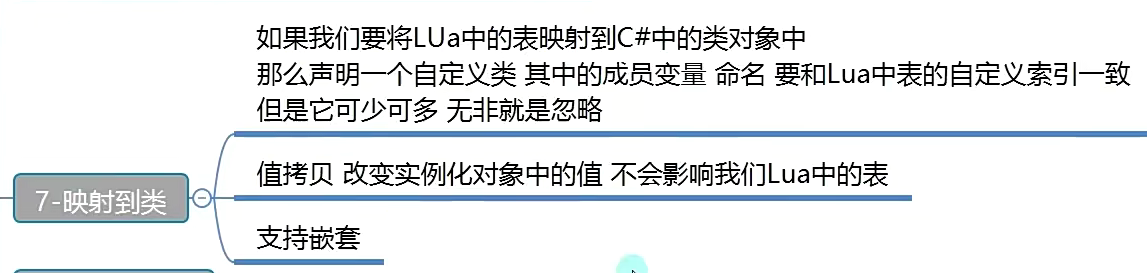 如果我们要将LUa中的表映射到C#中的类对象中
那么声明一个自定义类 其中的成员变量 命名 要和Lua中表的自定义索引一致
但是它可少可多 无非就是忽略
7-映射到类
值拷贝 改变实例化对象中的值 不会影响我们Lua中的表
支持嵌套